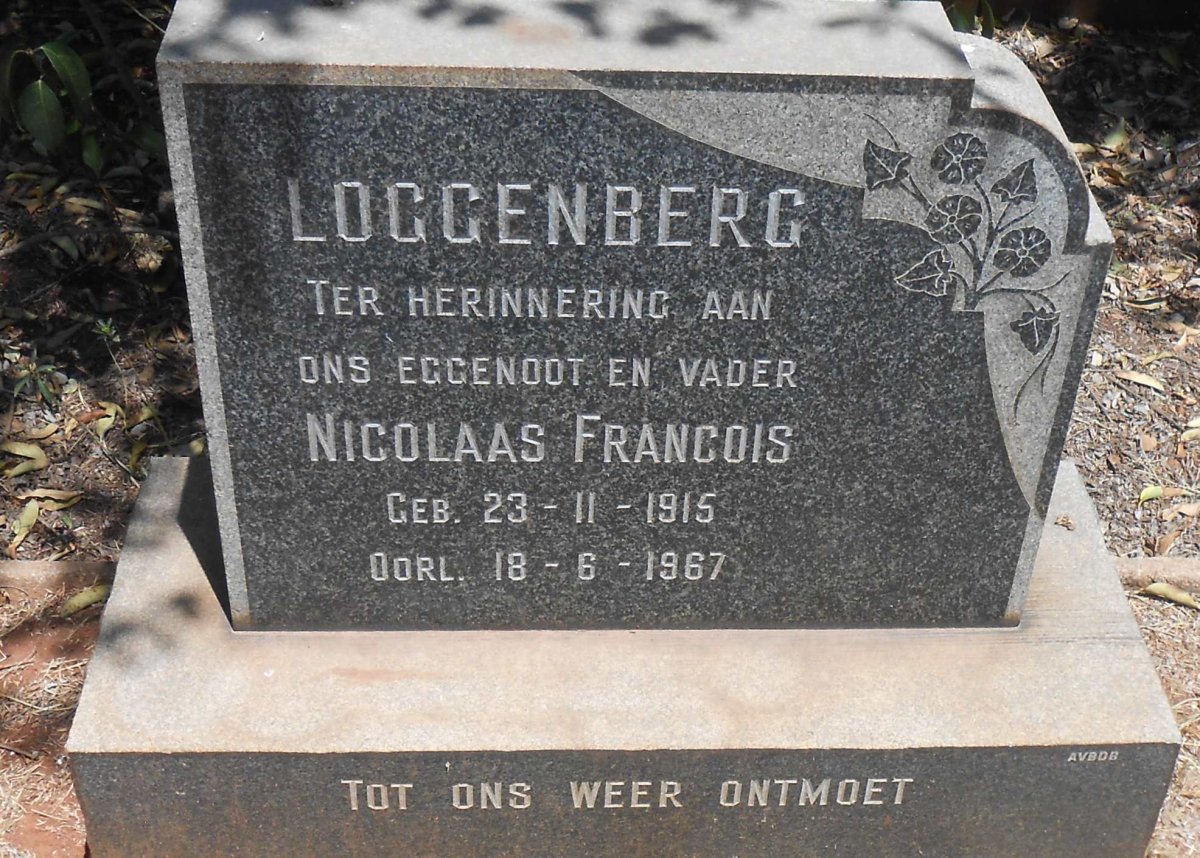 LOGGENBERG
TER HERINNERING AAN
ONS EGGENOOT EN VADER
NICOLAAS FRANCOIS
GEB. 23 - 11 - 1915
OORL. 18 - 6 - 1967
AVBOB
TOT ONS WEER ONTMOET